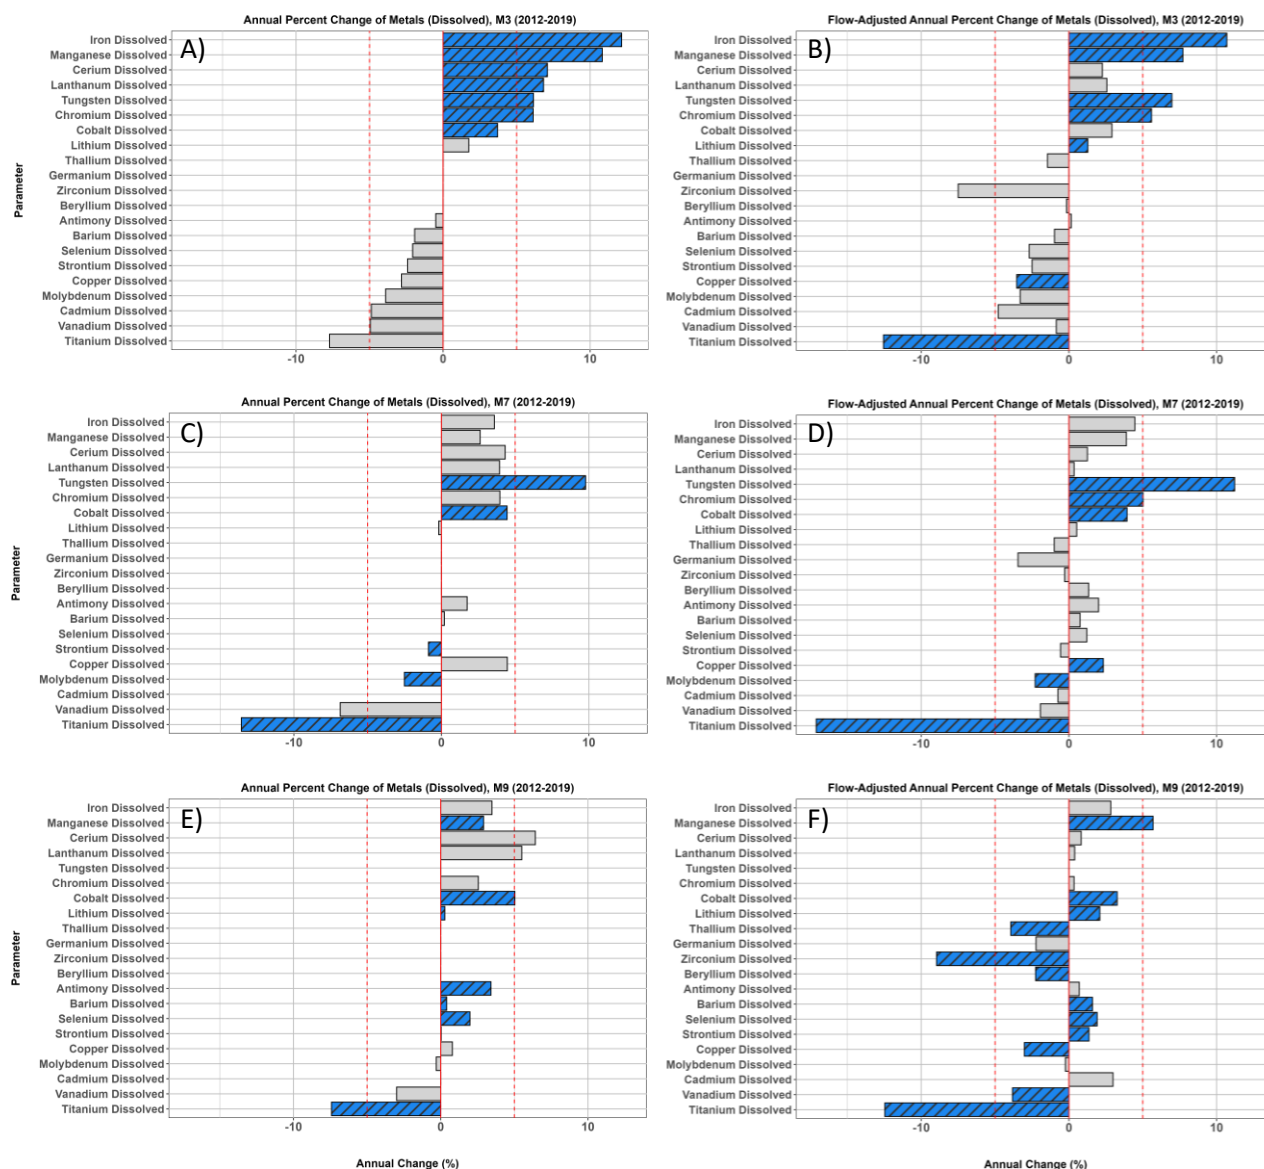 Annual Percent Change of Metals (Dissolved), M3 (2012-2019)
A)
Parameter
Iron Dissolved
Manganese Dissolved
Cerium Dissolved
Lanthanum Dissolved
Tungsten Dissolved
Chromium Dissolved
Cobalt Dissolved
Lithium Dissolved
Thallium Dissolved
Germanium Dissolved
Zirconium Dissolved
Beryllium Dissolved
Antimony Dissolved
Barium Dissolved
Selenium Dissolved
Strontium Dissolved
Copper Dissolved
Molybdenum Dissolved
Cadmium Dissolved
Vanadium Dissolved
Titanium Dissolved
-10 0 10
Flow-Adjusted Annual Percent Change of Metals (Dissolved), M3 (2012-2019)
B)
Iron Dissolved
Manganese Dissolved
Cerium Dissolved
Lanthanum Dissolved
Tungsten Dissolved
Chromium Dissolved
Cobalt Dissolved
Lithium Dissolved
Thallium Dissolved
Germanium Dissolved
Zirconium Dissolved
Beryllium Dissolved
Antimony Dissolved
Barium Dissolved
Selenium Dissolved
Strontium Dissolved
Copper Dissolved
Molybdenum Dissolved
Cadmium Dissolved
Vanadium Dissolved
Titanium Dissolved
-10 0 10
Annual Percent Change of Metals (Dissolved), M7 (2012-2019)
C)
Parameter
Iron Dissolved
Manganese Dissolved
Cerium Dissolved
Lanthanum Dissolved
Tungsten Dissolved
Chromium Dissolved
Cobalt Dissolved
Lithium Dissolved
Thallium Dissolved
Germanium Dissolved
Zirconium Dissolved
Beryllium Dissolved
Antimony Dissolved
Barium Dissolved
Selenium Dissolved
Strontium Dissolved
Copper Dissolved
Molybdenum Dissolved
Cadmium Dissolved
Vanadium Dissolved
Titanium Dissolved
-10 0 10
Flow-Adjusted Annual Percent Change of Metals (Dissolved), M7 (2012-2019)
D)
Iron Dissolved
Manganese Dissolved
Cerium Dissolved
Lanthanum Dissolved
Tungsten Dissolved
Chromium Dissolved
Cobalt Dissolved
Lithium Dissolved
Thallium Dissolved
Germanium Dissolved
Zirconium Dissolved
Beryllium Dissolved
Antimony Dissolved
Barium Dissolved
Selenium Dissolved
Strontium Dissolved
Copper Dissolved
Molybdenum Dissolved
Cadmium Dissolved
Vanadium Dissolved
Titanium Dissolved
-10 0 10
Annual Percent Change of Metals (Dissolved), M9 (2012-2019)
E)
Parameter
Iron Dissolved
Manganese Dissolved
Cerium Dissolved
Lanthanum Dissolved
Tungsten Dissolved
Chromium Dissolved
Cobalt Dissolved
Lithium Dissolved
Thallium Dissolved
Germanium Dissolved
Zirconium Dissolved
Beryllium Dissolved
Antimony Dissolved
Barium Dissolved
Selenium Dissolved
Strontium Dissolved
Copper Dissolved
Molybdenum Dissolved
Cadmium Dissolved
Vanadium Dissolved
Titanium Dissolved
-10 0 10
Annual Change (%)
Flow-Adjusted Annual Percent Change of Metals (Dissolved), M9 (2012-2019)
F)
Iron Dissolved
Manganese Dissolved
Cerium Dissolved
Lanthanum Dissolved
Tungsten Dissolved
Chromium Dissolved
Cobalt Dissolved
Lithium Dissolved
Thallium Dissolved
Germanium Dissolved
Zirconium Dissolved
Beryllium Dissolved
Antimony Dissolved
Barium Dissolved
Selenium Dissolved
Strontium Dissolved
Copper Dissolved
Molybdenum Dissolved
Cadmium Dissolved
Vanadium Dissolved
Titanium Dissolved
-10 0 10
Annual Change (%)